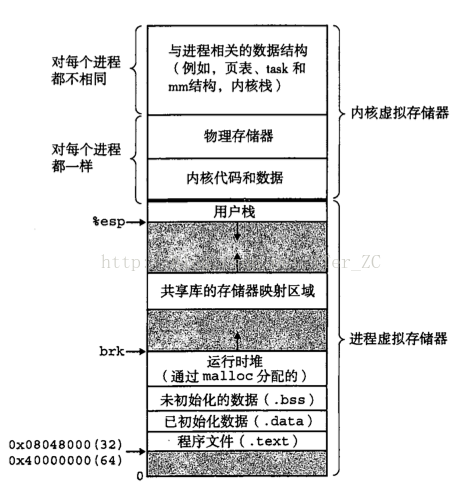 与进程相关的数据结构
（例如，页表、task 和
mm结构，内核栈）
对每个进程
都不相同
物理存储器
内核代码和数据
对每个进程
都一样
内核虚拟存储器
用户栈
%esp
共享库的存储器映射区域
brk
运行时堆
（通过 malloc 分配的）
未初始化的数据（.bss）
已初始化数据（.data）
程序文件（.text）
进程虚拟存储器
0x08048000(32)
0x40000000(64)
0